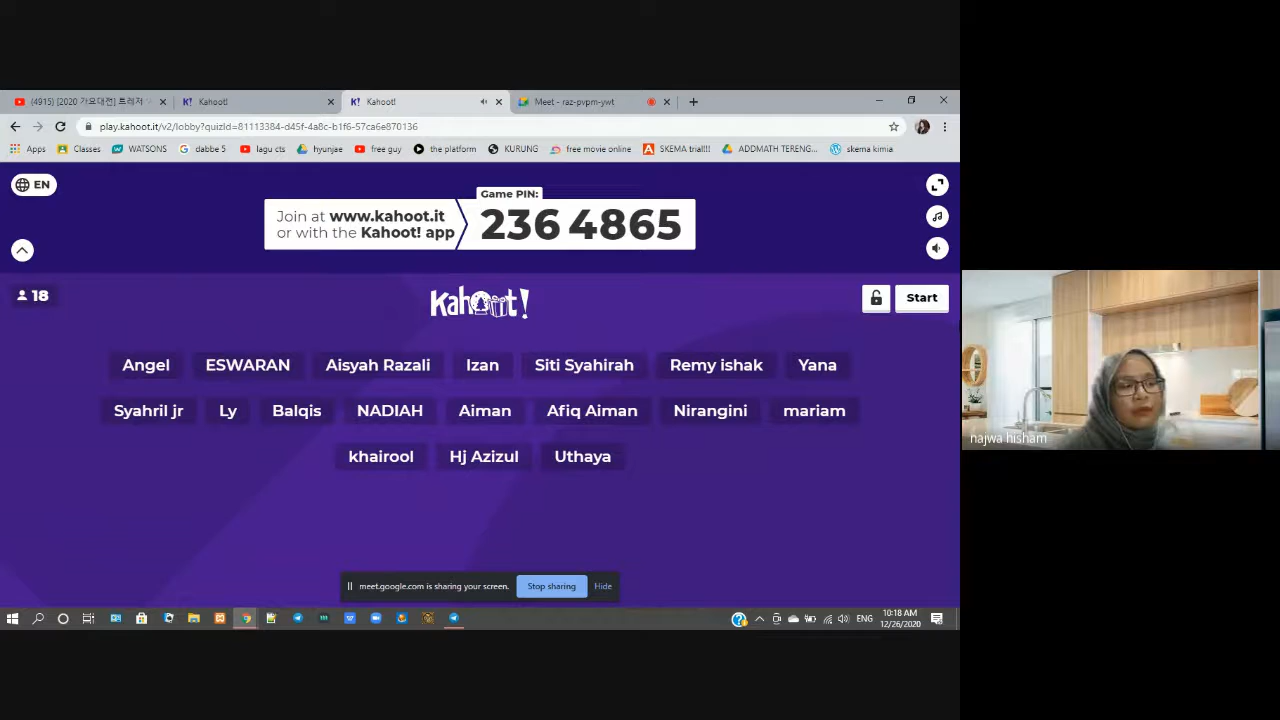 (4915) [2020 가요대전] 트레저
Kahoot!
Kahoot!
Meet - raz-pvpm-ywt
play.kahoot.it/v2/lobby?quizId=81113384-d45f-4a8c-b1f6-57ca6e870136
Apps Classes WATSONS dabbe 5 lagu cts hyunjae free guy the platform KURUNG free movie online SKEMA trial!!! ADDMATH TERENG... skema kimia
EN
Game PIN:
Join at www.kahoot.it
or with the Kahoot! app
236 4865
18
Kahoot!
Start
Angel ESWARAN Aisyah Razali Izan Siti Syahirah Remy ishak Yana
Syahril jr Ly Balqis NADIAH Aiman Afiq Aiman Nirangini mariam
khairool Hj Azizul Uthaya
najwa hisham
meet.google.com is sharing your screen. Stop sharing Hide
ENG
10:18 AM
12/26/2020